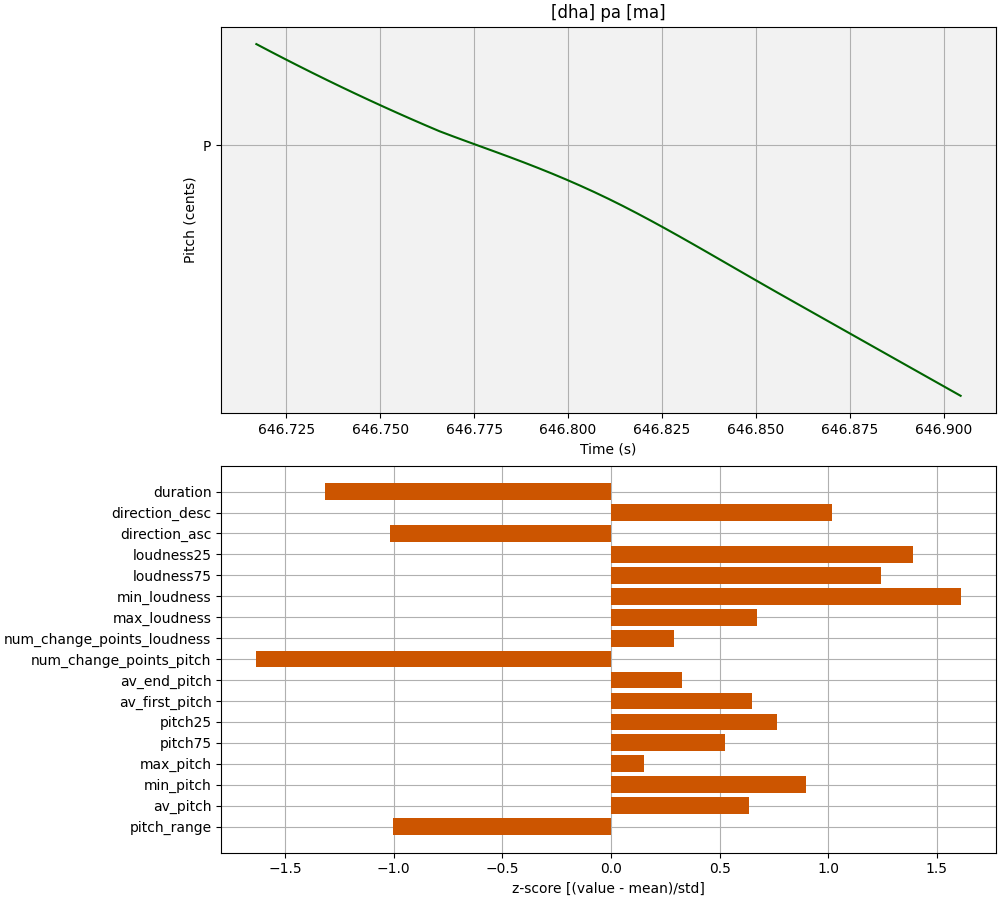 [dha] pa [ma]
P
Pitch (cents)
646.725 646.750 646.775 646.800 646.825 646.850 646.875 646.900
Time (s)
duration
direction_desc
direction_asc
loudness25
loudness75
min_loudness
max_loudness
num_change_points_loudness
num_change_points_pitch
av_end_pitch
av_first_pitch
pitch25
pitch75
max_pitch
min_pitch
av_pitch
pitch_range
−1.5 −1.0 −0.5 0.0 0.5 1.0 1.5
z-score [(value - mean)/std]